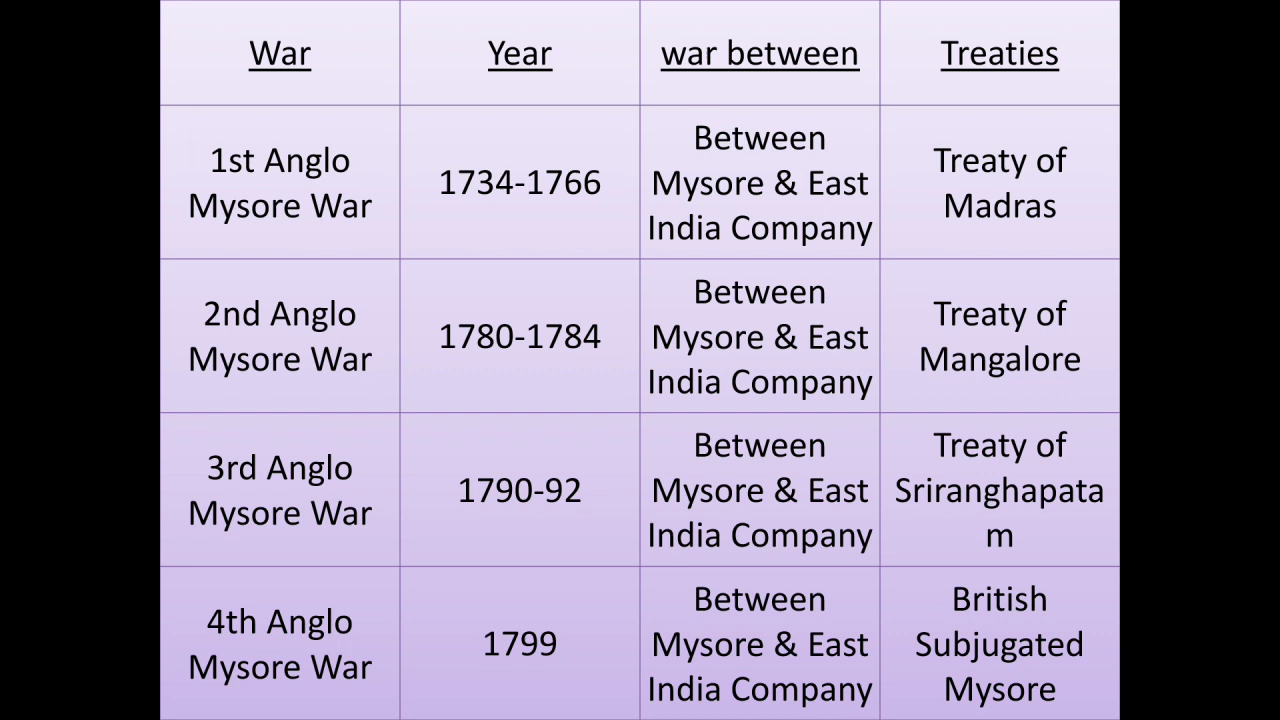 War
Year
war between
Treaties
1st Anglo
Mysore War
1734-1766
Between
Mysore & East
India Company
Treaty of
Madras
2nd Anglo
Mysore War
1780-1784
Between
Mysore & East
India Company
Treaty of
Mangalore
3rd Anglo
Mysore War
1790-92
Between
Mysore & East
India Company
Treaty of
Sriranghapata
m
4th Anglo
Mysore War
1799
Between
Mysore & East
India Company
British
Subjugated
Mysore